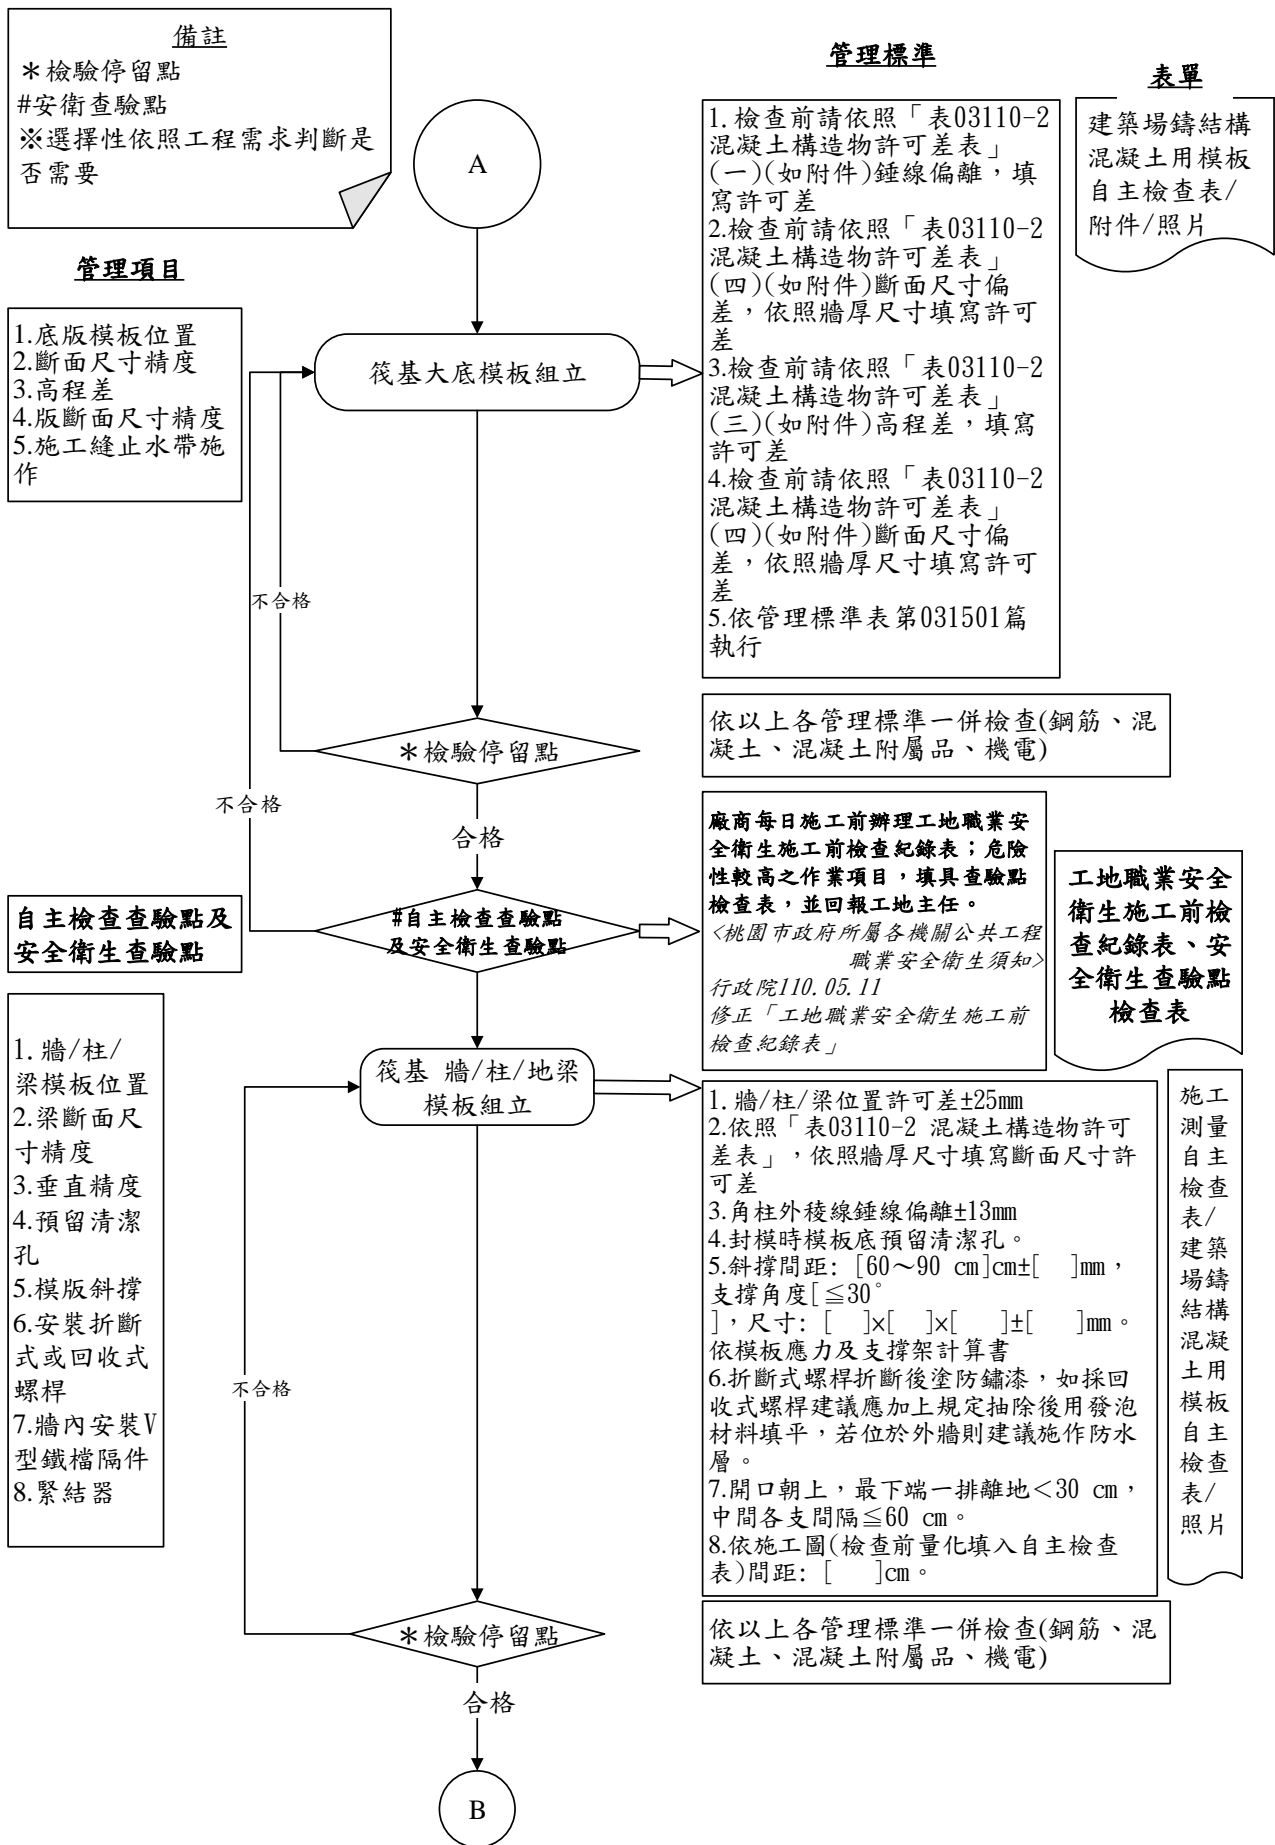 備註
＊檢驗停留點
#安衛查驗點
※選擇性依照工程需求判斷是
否需要
管理標準
表單
A
1.檢查前請依照「表03110-2
混凝土構造物許可差表」
(一)(如附件)錘線偏離，填
寫許可差
2.檢查前請依照「表03110-2
混凝土構造物許可差表」
(四)(如附件)斷面尺寸偏
差，依照牆厚尺寸填寫許可
差
3.檢查前請依照「表03110-2
混凝土構造物許可差表」
(三)(如附件)高程差，填寫
許可差
4.檢查前請依照「表03110-2
混凝土構造物許可差表」
(四)(如附件)斷面尺寸偏
差，依照牆厚尺寸填寫許可
差
5.依管理標準表第031501篇
執行
建築場鑄結構
混凝土用模板
自主檢查表/
附件/照片
管理項目
1.底版模板位置
2.斷面尺寸精度
3.高程差
4.版斷面尺寸精度
5.施工縫止水帶施
作
筏基大底模板組立
不合格
＊檢驗停留點
依以上各管理標準一併檢查(鋼筋、混
凝土、混凝土附屬品、機電)
不合格
合格
自主檢查查驗點及
安全衛生查驗點
#自主檢查查驗點
及安全衛生查驗點
廠商每日施工前辦理工地職業安
全衛生施工前檢查紀錄表；危險
性較高之作業項目，填具查驗點
檢查表，並回報工地主任。
<桃園市政府所屬各機關公共工程
職業安全衛生須知>
行政院110.05.11
修正「工地職業安全衛生施工前
檢查紀錄表」
工地職業安全
衛生施工前檢
查紀錄表、安
全衛生查驗點
檢查表
1.牆/柱/
梁模板位置
2.梁斷面尺
寸精度
3.垂直精度
4.預留清潔
孔
5.模版斜撐
6.安裝折斷
式或回收式
螺桿
7.牆內安裝V
型鐵檔隔件
8.緊結器
筏基 牆/柱/地梁
模板組立
1.牆/柱/梁位置許可差±25mm
2.依照「表03110-2 混凝土構造物許可
差表」，依照牆厚尺寸填寫斷面尺寸許
可差
3.角柱外稜線錘線偏離±13mm
4.封模時模板底預留清潔孔。
5.斜撐間距: [60～90 cm]cm±[　]mm，
支撐角度[≦30°
]，尺寸: [　]×[　]×[　]±[　]mm。
依模板應力及支撐架計算書
6.折斷式螺桿折斷後塗防鏽漆，如採回
收式螺桿建議應加上規定抽除後用發泡
材料填平，若位於外牆則建議施作防水
層。
7.開口朝上，最下端一排離地＜30 cm，
中間各支間隔≦60 cm。
8.依施工圖(檢查前量化填入自主檢查
表)間距: [　]cm。
施工
測量
自主
檢查
表/
建築
場鑄
結構
混凝
土用
模板
自主
檢查
表/
照片
不合格
＊檢驗停留點
依以上各管理標準一併檢查(鋼筋、混
凝土、混凝土附屬品、機電)
合格
B